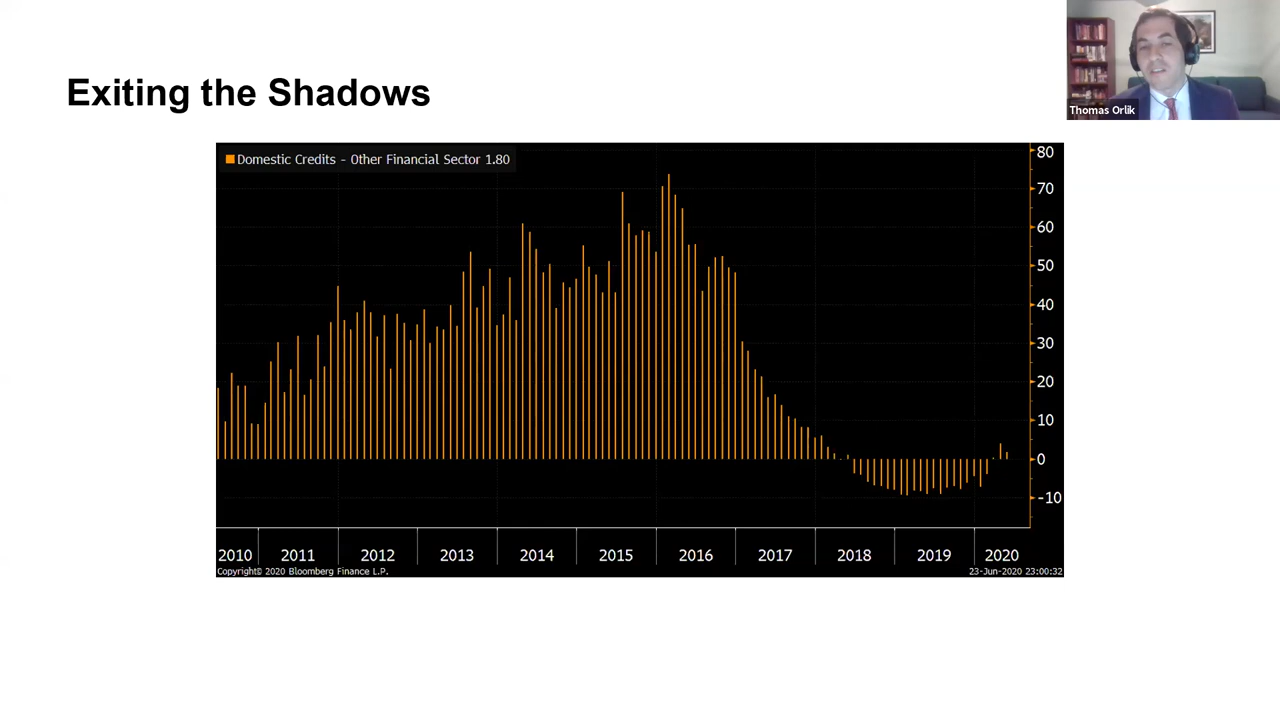 Thomas Orlik
Exiting the Shadows
Domestic Credits - Other Financial Sector 1.80
80
70
60
50
40
30
20
10
0
-10
2010 2011 2012 2013 2014 2015 2016 2017 2018 2019 2020
Copyright© 2020 Bloomberg Finance L.P. 23-Jun-2020 23:00:32